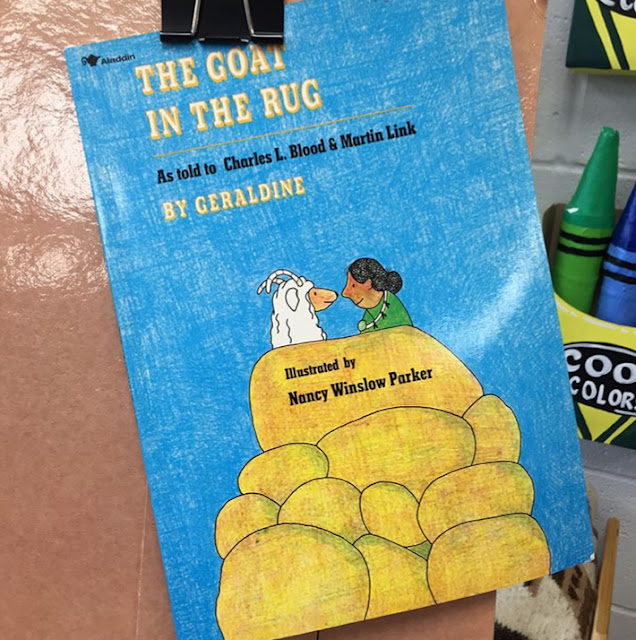 Aladdin
THE GOAT
IN THE RUG
As told to Charles L. Blood & Martin Link
BY GERALDINE
Illustrated by
Nancy Winslow Parker
COO
COLOR